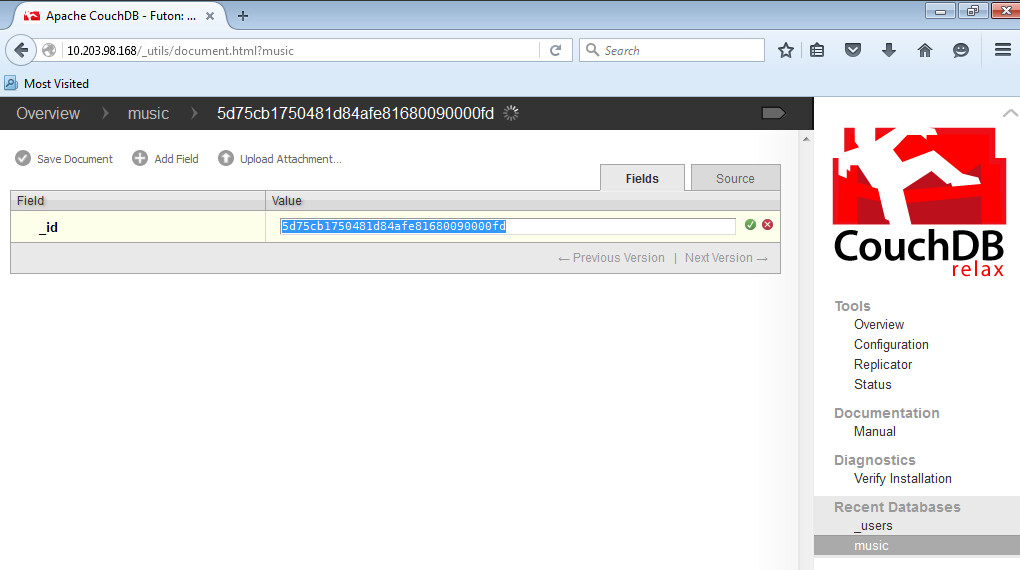 Apache CouchDB - Futon: ...
10.203.98.168/_utils/document.html?music
Search
Most Visited
Overview music 5d75cb1750481d84afe81680090000fd
Save Document Add Field Upload Attachment...
Fields Source
Field Value
_id 5d75cb1750481d84afe81680090000fd
← Previous Version | Next Version →
CouchDB
relax
Tools
Overview
Configuration
Replicator
Status
Documentation
Manual
Diagnostics
Verify Installation
Recent Databases
_users
music